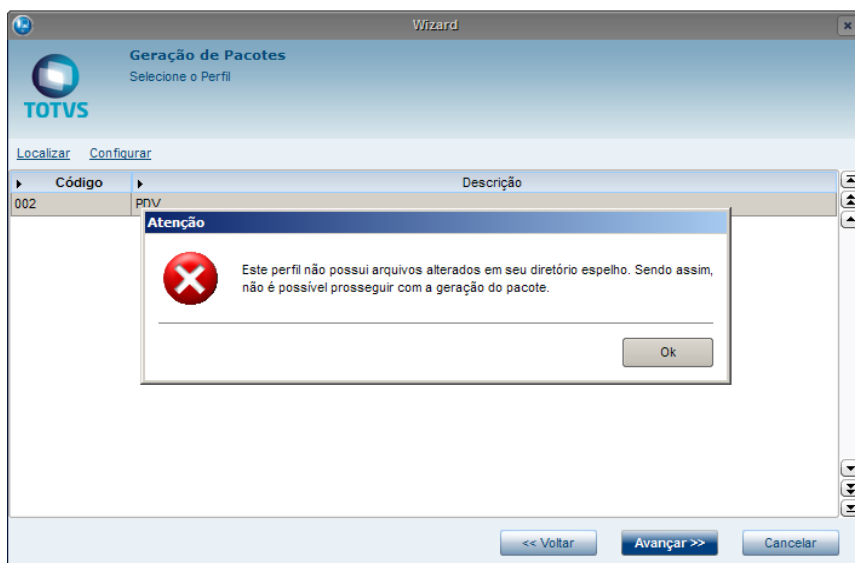 Wizard
Geração de Pacotes
Selecione o Perfil
TOTVS
Localizar Configurar
Código Descrição
002 PDV
Atenção
Este perfil não possui arquivos alterados em seu diretório espelho. Sendo assim,
não é possível prosseguir com a geração do pacote.
Ok
<< Voltar Avançar >> Cancelar